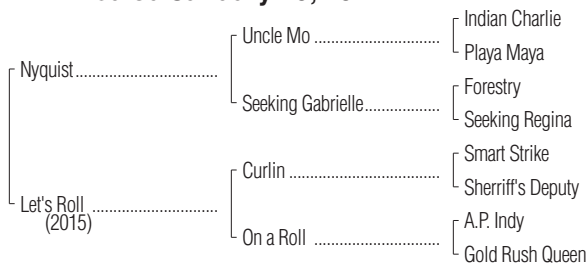 Indian Charlie
Uncle Mo
Playa Maya
Nyquist
Forestry
Seeking Gabrielle
Seeking Regina
Smart Strike
Curlin
Sherriff's Deputy
Let's Roll
(2015)
A.P. Indy
On a Roll
Gold Rush Queen